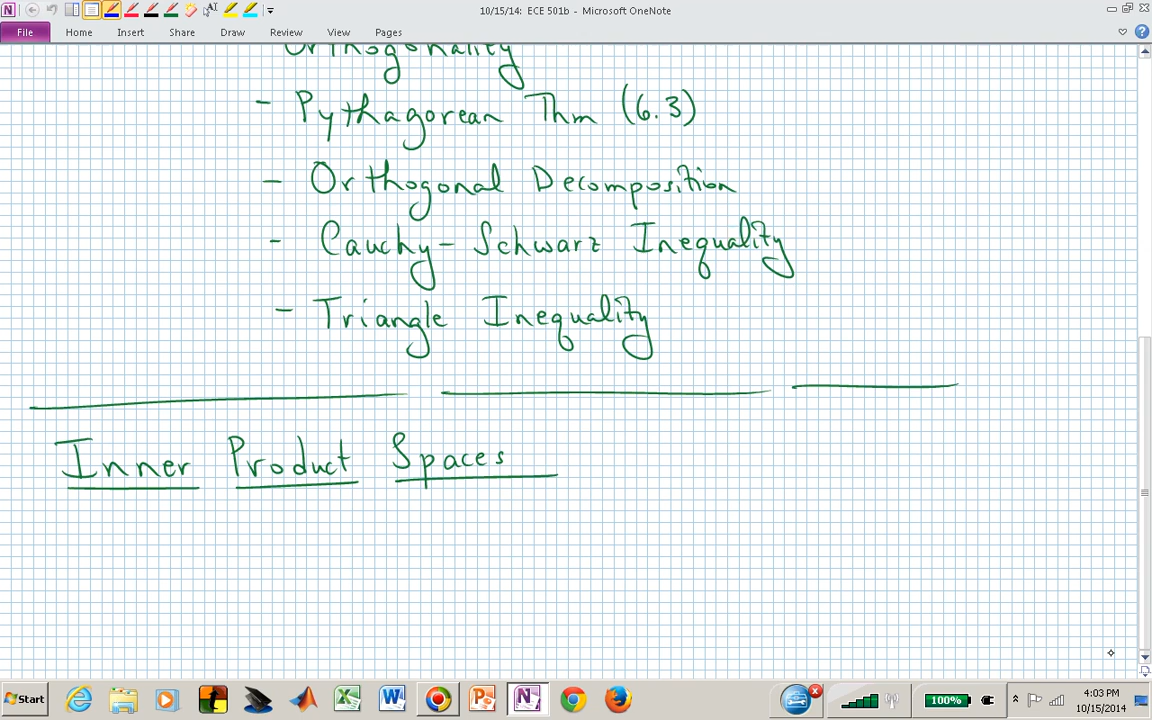 10/15/14: ECE 501b - Microsoft OneNote
File Home Insert Share Draw Review View Pages
Orthogonality
- Pythagorean Thm (6.3)
- Orthogonal Decomposition
- Cauchy-Schwarz Inequality
- Triangle Inequality
Inner Product Spaces
Start
100%
4:03 PM
10/15/2014